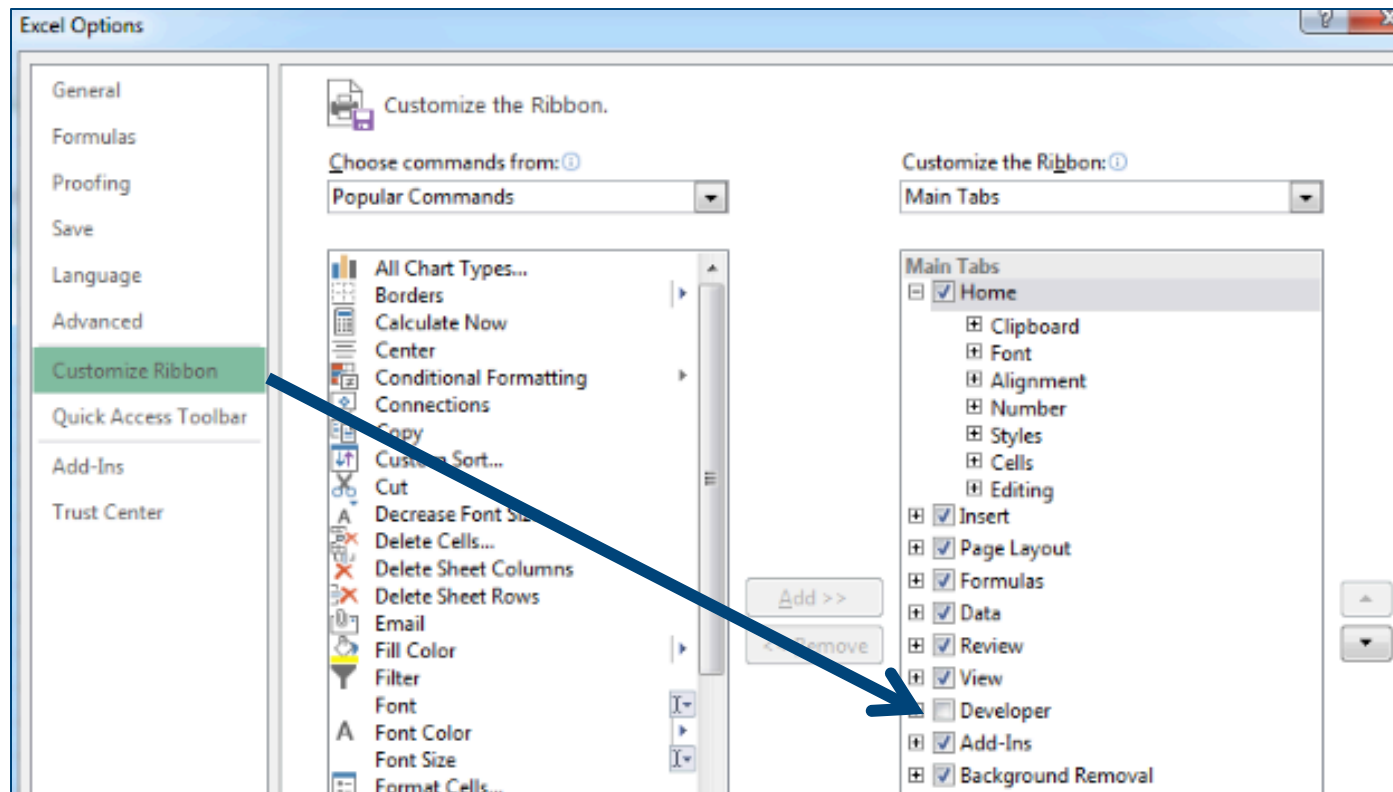 Excel Options
General
Formulas
Proofing
Save
Language
Advanced
Customize Ribbon
Quick Access Toolbar
Add-Ins
Trust Center
Customize the Ribbon.
Choose commands from:
Popular Commands
All Chart Types...
Borders
Calculate Now
Center
Conditional Formatting
Connections
Copy
Custom Sort...
Cut
Decrease Font
Delete Cells...
Delete Sheet Columns
Delete Sheet Rows
Email
Fill Color
Filter
Font
Font Color
Font Size
Format Cells...
Add >>
Remove
Customize the Ribbon:
Main Tabs
Main Tabs
Home
Clipboard
Font
Alignment
Number
Styles
Cells
Editing
Insert
Page Layout
Formulas
Data
Review
View
Developer
Add-Ins
Background Removal